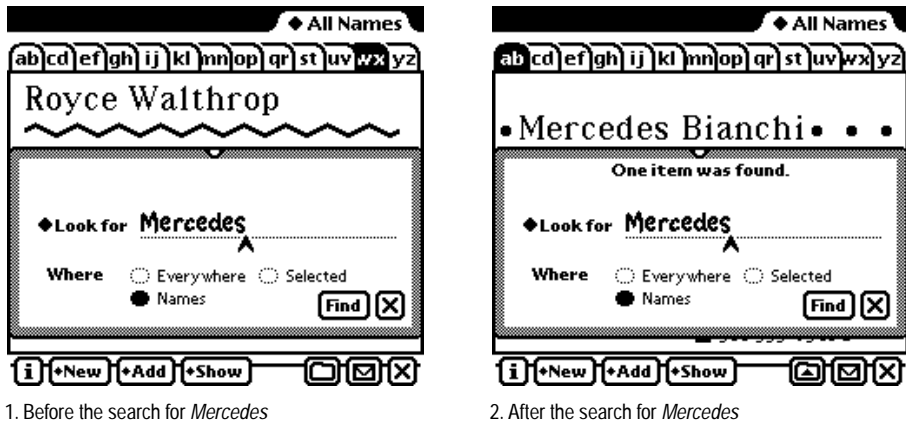 ◆ All Names
ab cd ef gh ij kl mn op qr st uv wx yz
Royce Walthrop
◆Look for Mercedes
Where Everywhere Selected
Names Find X
i ◆New ◆Add ◆Show X
1. Before the search for Mercedes
◆ All Names
ab cd ef gh ij kl mn op qr st uv wx yz
•Mercedes Bianchi• • •
One item was found.
◆Look for Mercedes
Where Everywhere Selected
Names Find X
i ◆New ◆Add ◆Show X
2. After the search for Mercedes